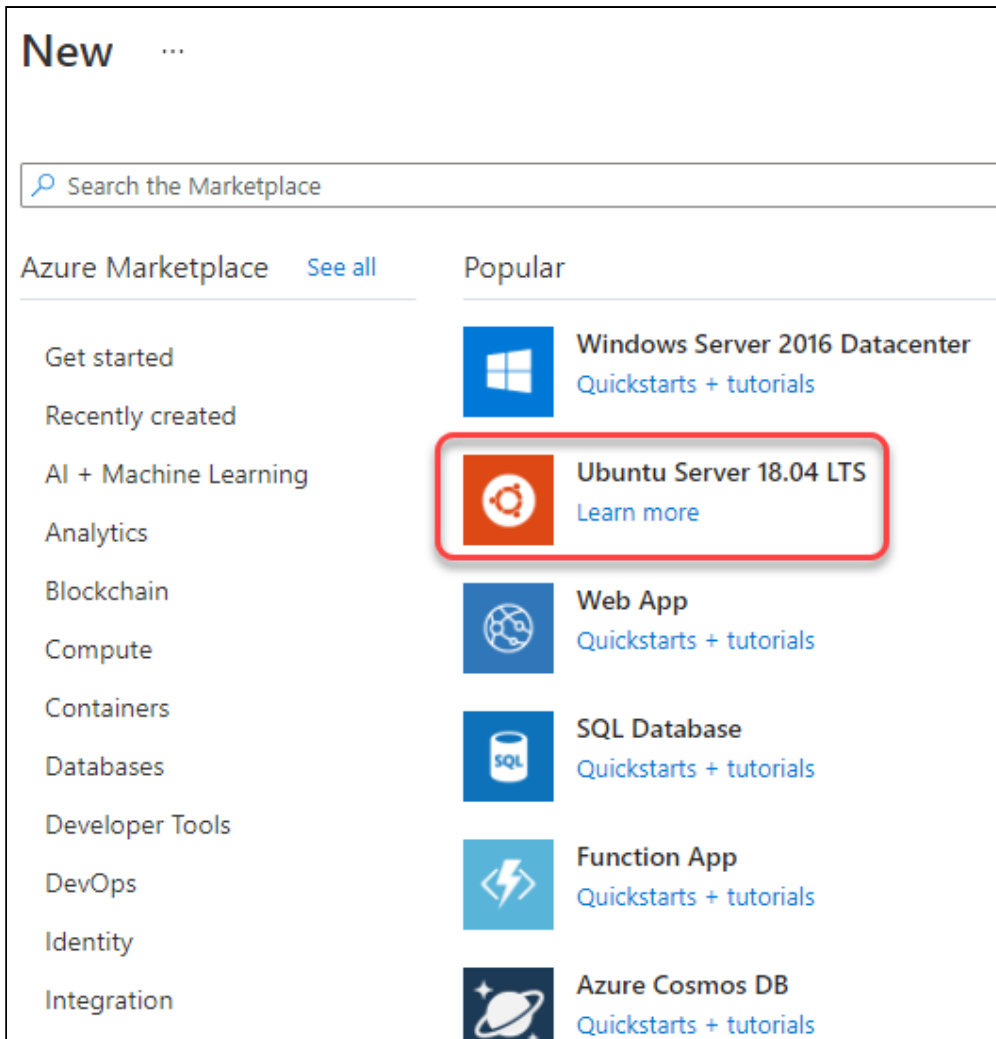 New ...
Search the Marketplace
Azure Marketplace See all
Get started
Recently created
AI + Machine Learning
Analytics
Blockchain
Compute
Containers
Databases
Developer Tools
DevOps
Identity
Integration
Popular
Windows Server 2016 Datacenter
Quickstarts + tutorials
Ubuntu Server 18.04 LTS
Learn more
Web App
Quickstarts + tutorials
SQL
SQL Database
Quickstarts + tutorials
Function App
Quickstarts + tutorials
Azure Cosmos DB
Quickstarts + tutorials